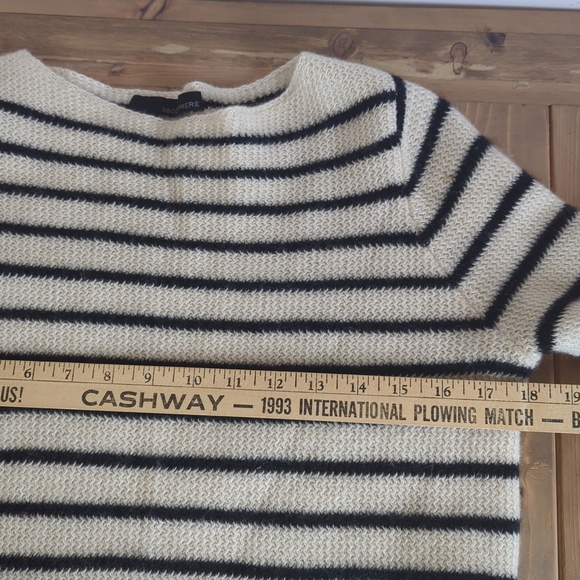 6 7 8 9 10 11 12 13 14 15 16 17 18 19
US! CASHWAY — 1993 INTERNATIONAL PLOWING MATCH — B